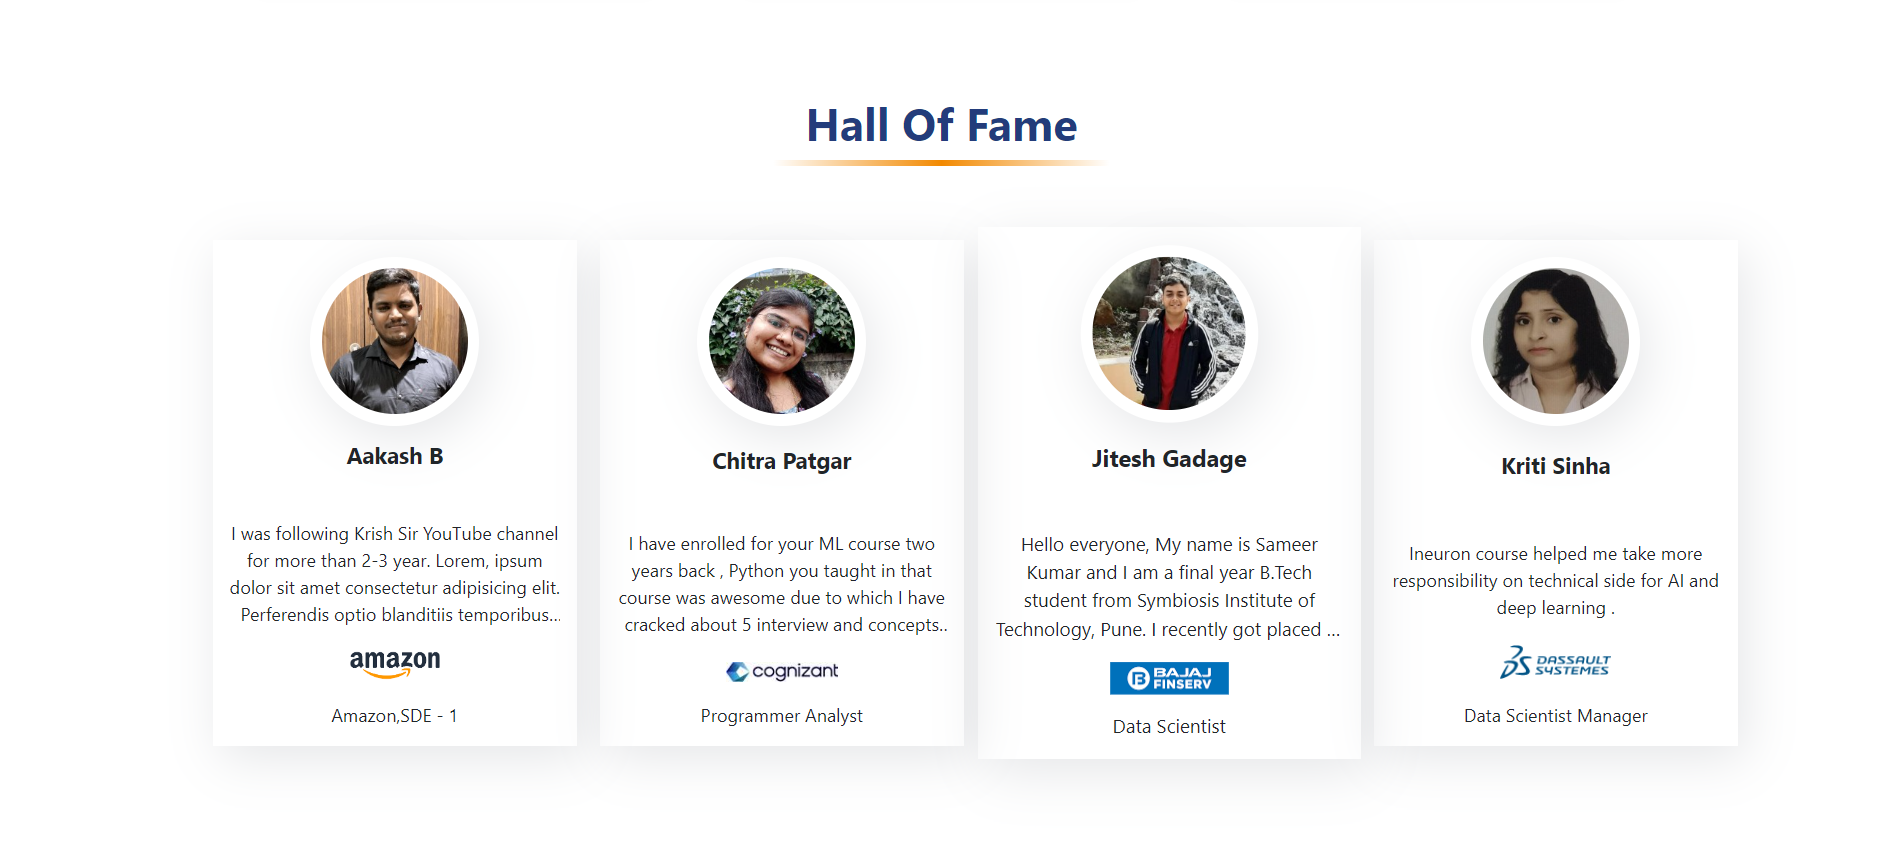 Hall Of Fame
Aakash B
I was following Krish Sir YouTube channel
for more than 2-3 year. Lorem, ipsum
dolor sit amet consectetur adipisicing elit.
Perferendis optio blanditiis temporibus...
amazon
Amazon,SDE - 1
Chitra Patgar
I have enrolled for your ML course two
years back , Python you taught in that
course was awesome due to which I have
cracked about 5 interview and concepts..
cognizant
Programmer Analyst
Jitesh Gadage
Hello everyone, My name is Sameer
Kumar and I am a final year B.Tech
student from Symbiosis Institute of
Technology, Pune. I recently got placed ...
BAJAJ
FINSERV
Data Scientist
Kriti Sinha
Ineuron course helped me take more
responsibility on technical side for AI and
deep learning .
DASSAULT
SYSTEMES
Data Scientist Manager